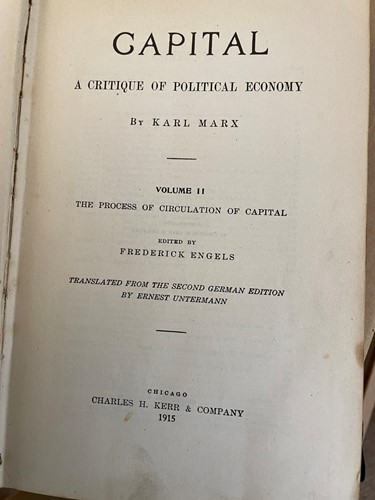 CAPITAL
A CRITIQUE OF POLITICAL ECONOMY
BY KARL MARX
VOLUME II
THE PROCESS OF CIRCULATION OF CAPITAL
EDITED BY
FREDERICK ENGELS
TRANSLATED FROM THE SECOND GERMAN EDITION
BY ERNEST UNTERMANN
CHICAGO
CHARLES H. KERR & COMPANY
1915